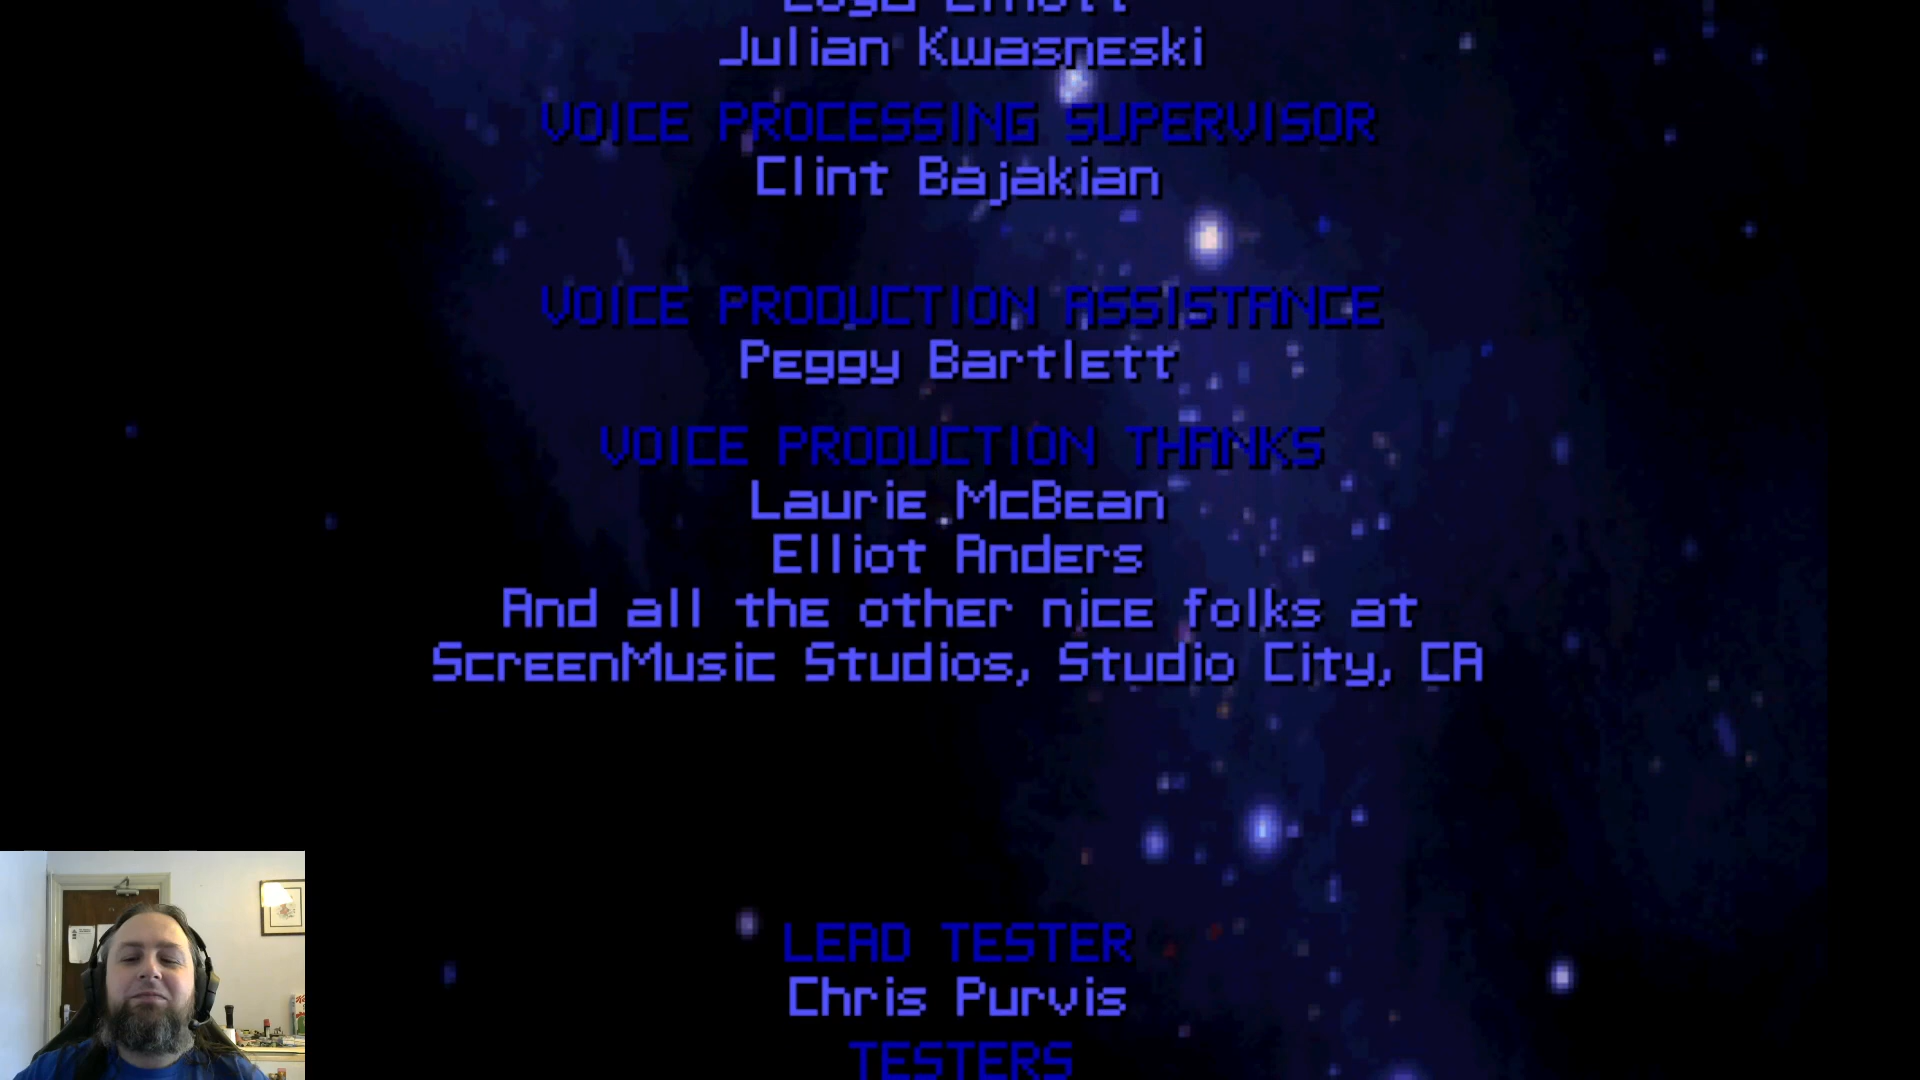 Julian Kwasneski
VOICE PROCESSING SUPERVISOR
Clint Bajakian
VOICE PRODUCTION ASSISTANCE
Peggy Bartlett
VOICE PRODUCTION THANKS
Laurie McBean
Elliot Anders
And all the other nice folks at
ScreenMusic Studios, Studio City, CA
LEAD TESTER
Chris Purvis
TESTERS